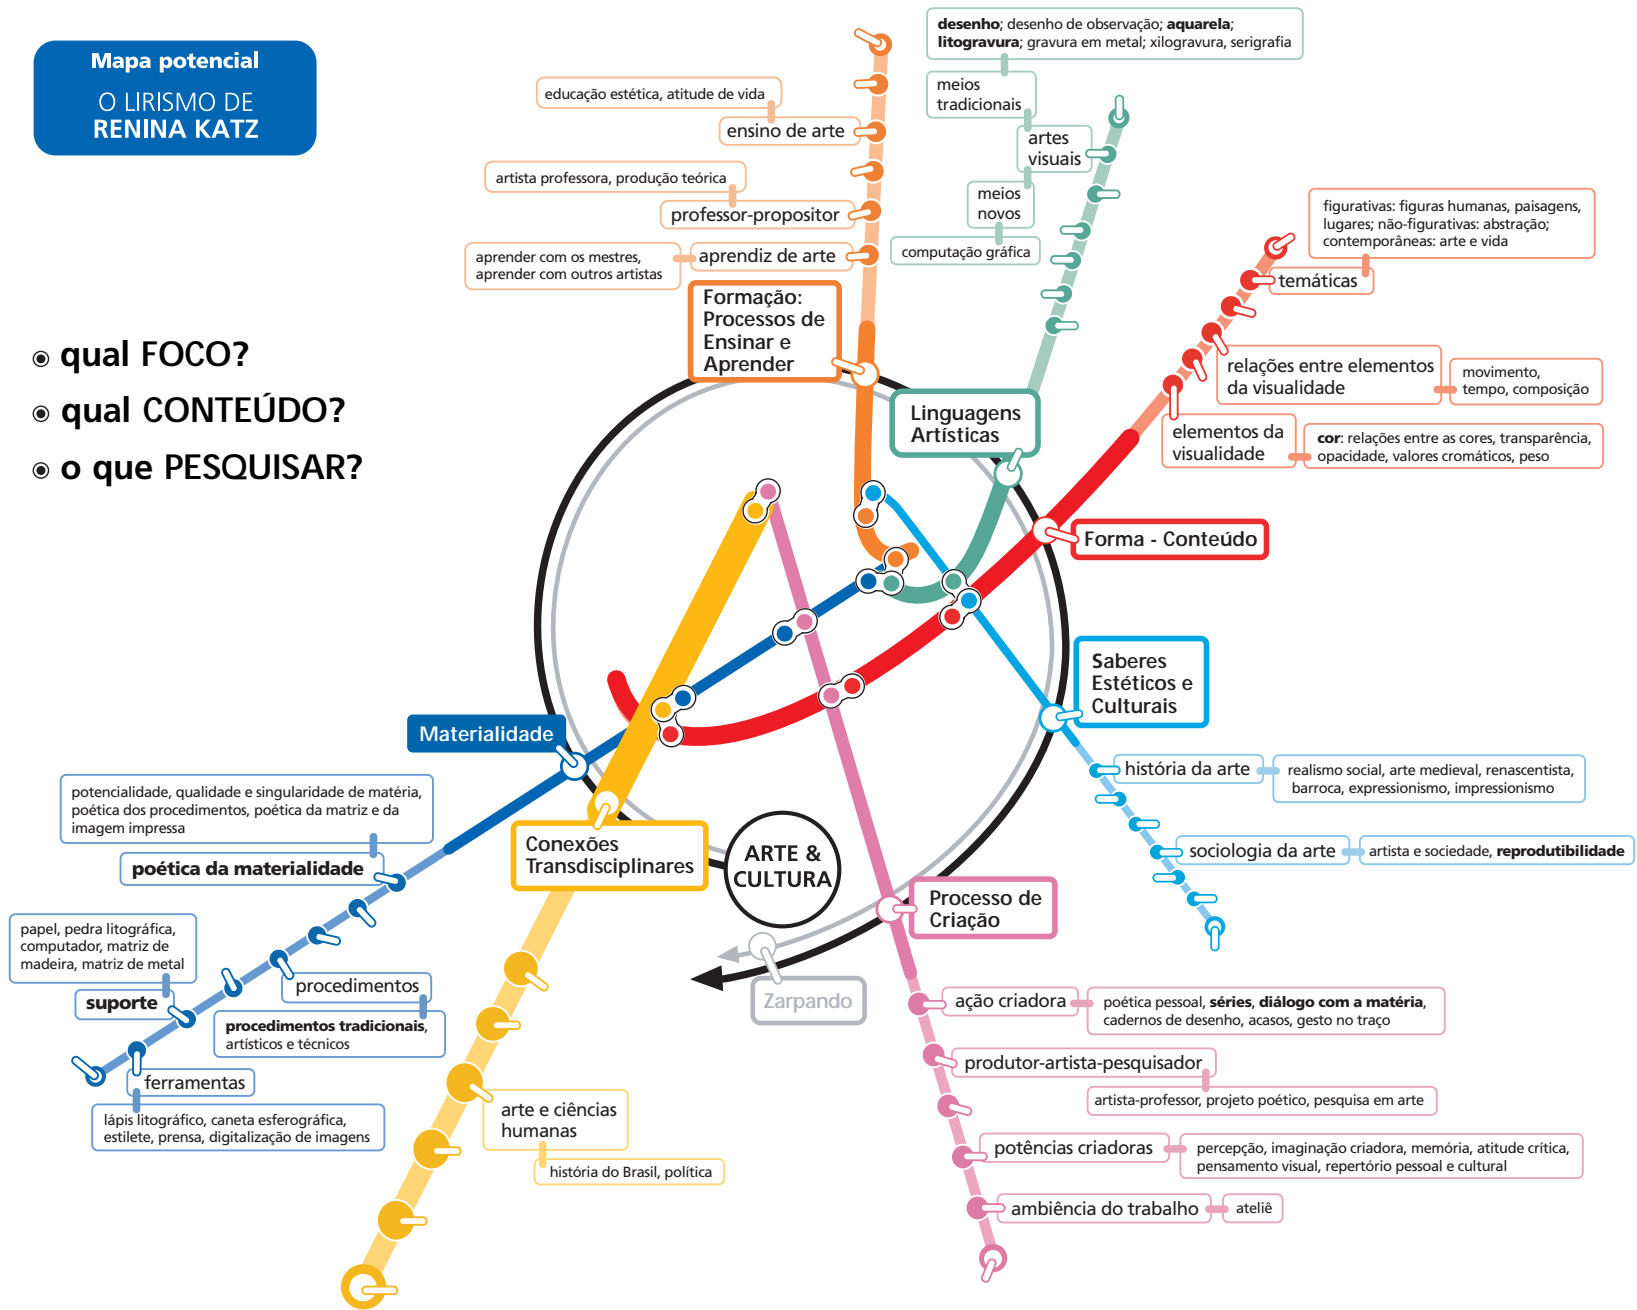 Mapa potencial
O LIRISMO DE
RENINA KATZ
qual FOCO?
qual CONTEÚDO?
o que PESQUISAR?
educação estética, atitude de vida
ensino de arte
artista professora, produção teórica
professor-propositor
aprender com os mestres,
aprender com outros artistas
aprendiz de arte
Formação:
Processos de
Ensinar e
Aprender
desenho; desenho de observação; aquarela;
litogravura; gravura em metal; xilogravura, serigrafia
meios
tradicionais
artes
visuais
meios
novos
computação gráfica
Linguagens
Artísticas
figurativas: figuras humanas, paisagens,
lugares; não-figurativas: abstração;
contemporâneas: arte e vida
temáticas
relações entre elementos
da visualidade
movimento,
tempo, composição
elementos da
visualidade
cor: relações entre as cores, transparência,
opacidade, valores cromáticos, peso
Forma - Conteúdo
Saberes
Estéticos e
Culturais
história da arte
realismo social, arte medieval, renascentista,
barroca, expressionismo, impressionismo
sociologia da arte
artista e sociedade, reprodutibilidade
Materialidade
potencialidade, qualidade e singularidade de matéria,
poética dos procedimentos, poética da matriz e da
imagem impressa
poética da materialidade
papel, pedra litográfica,
computador, matriz de
madeira, matriz de metal
suporte
procedimentos
procedimentos tradicionais,
artísticos e técnicos
ferramentas
lápis litográfico, caneta esferográfica,
estilete, prensa, digitalização de imagens
Conexões
Transdisciplinares
arte e ciências
humanas
história do Brasil, política
ARTE &
CULTURA
Zarpando
Processo de
Criação
ação criadora
poética pessoal, séries, diálogo com a matéria,
cadernos de desenho, acasos, gesto no traço
produtor-artista-pesquisador
artista-professor, projeto poético, pesquisa em arte
potências criadoras
percepção, imaginação criadora, memória, atitude crítica,
pensamento visual, repertório pessoal e cultural
ambiência do trabalho
ateliê